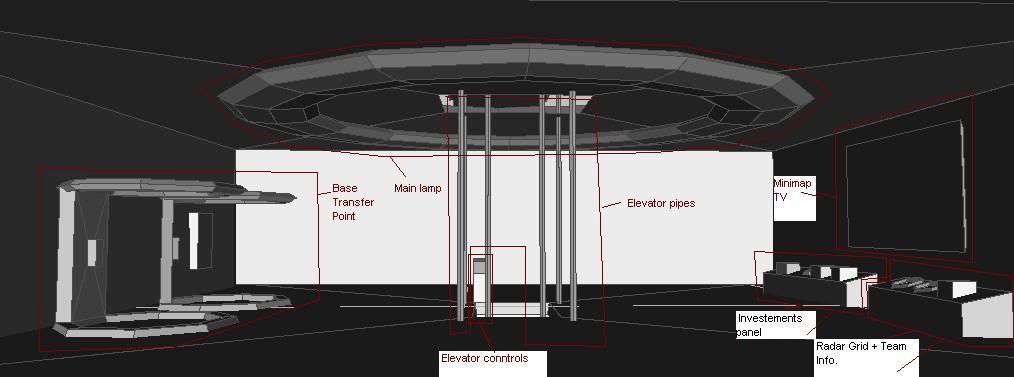 Base
Transfer
Point
Main lamp
Elevator pipes
Minimap
TV
Elevator conntrols
Investements
panel
Radar Grid + Team
Info.